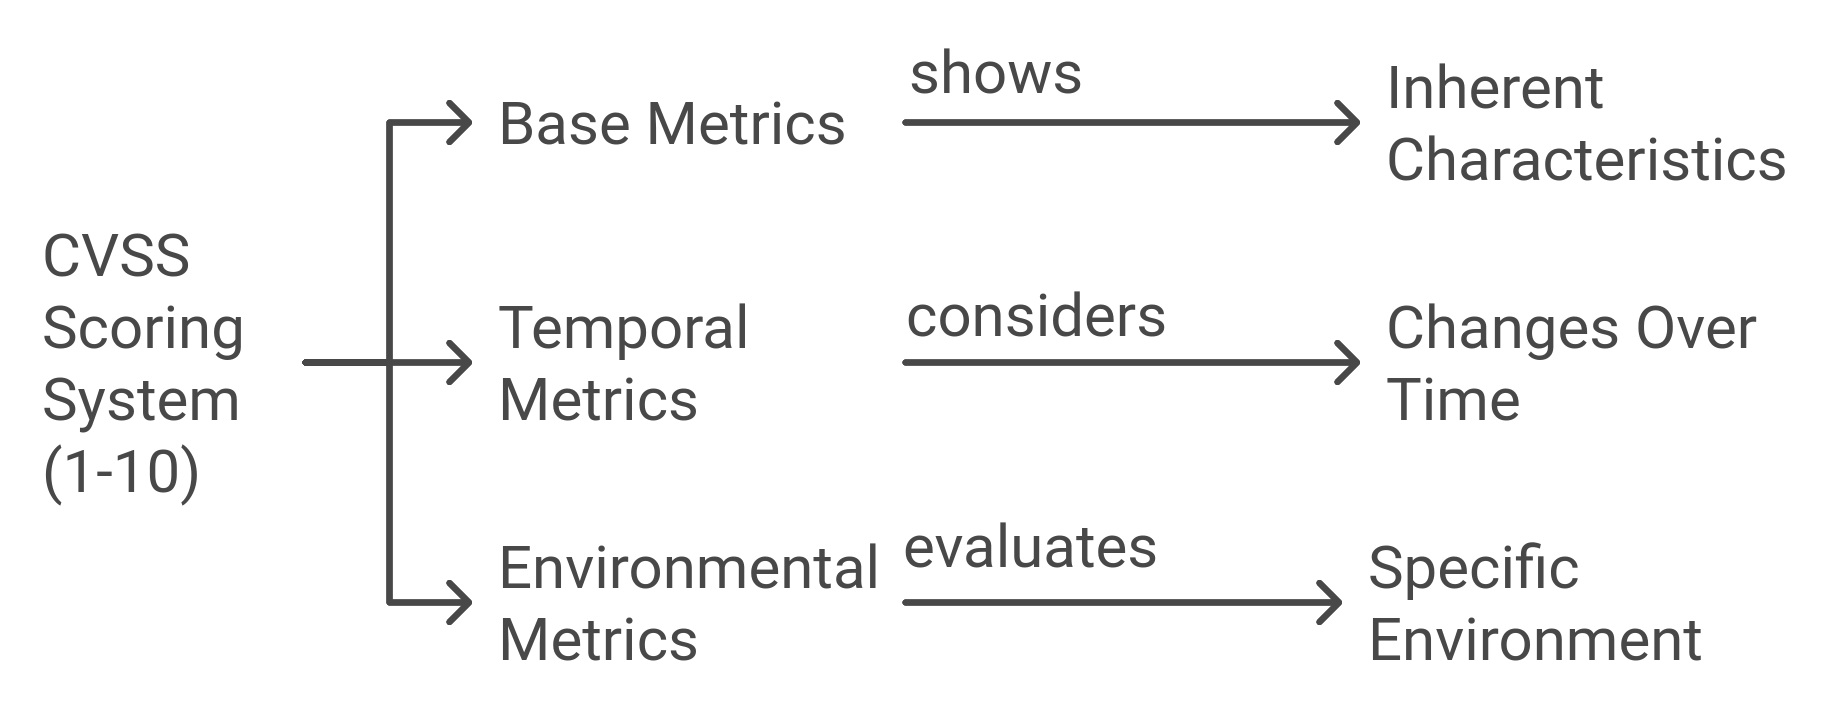 CVSS
Scoring
System
(1-10)
Base Metrics
shows
Inherent
Characteristics
Temporal
Metrics
considers
Changes Over
Time
Environmental
Metrics
evaluates
Specific
Environment